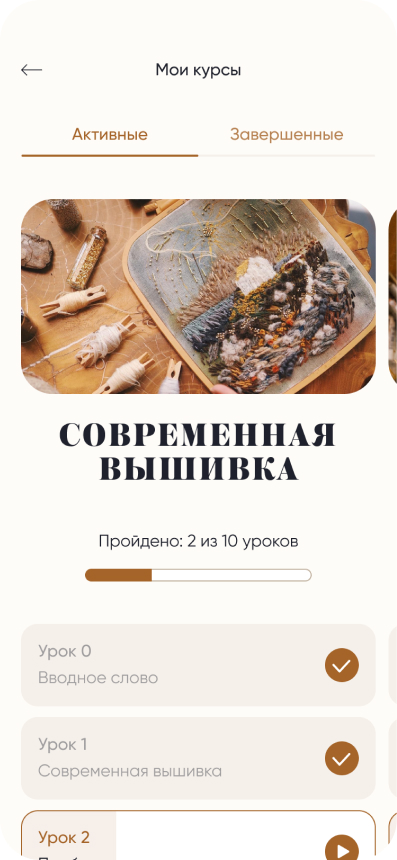 Мои курсы
Активные Завершенные
СОВРЕМЕННАЯ
ВЫШИВКА
Пройдено: 2 из 10 уроков
Урок 0
Вводное слово
Урок 1
Современная вышивка
Урок 2